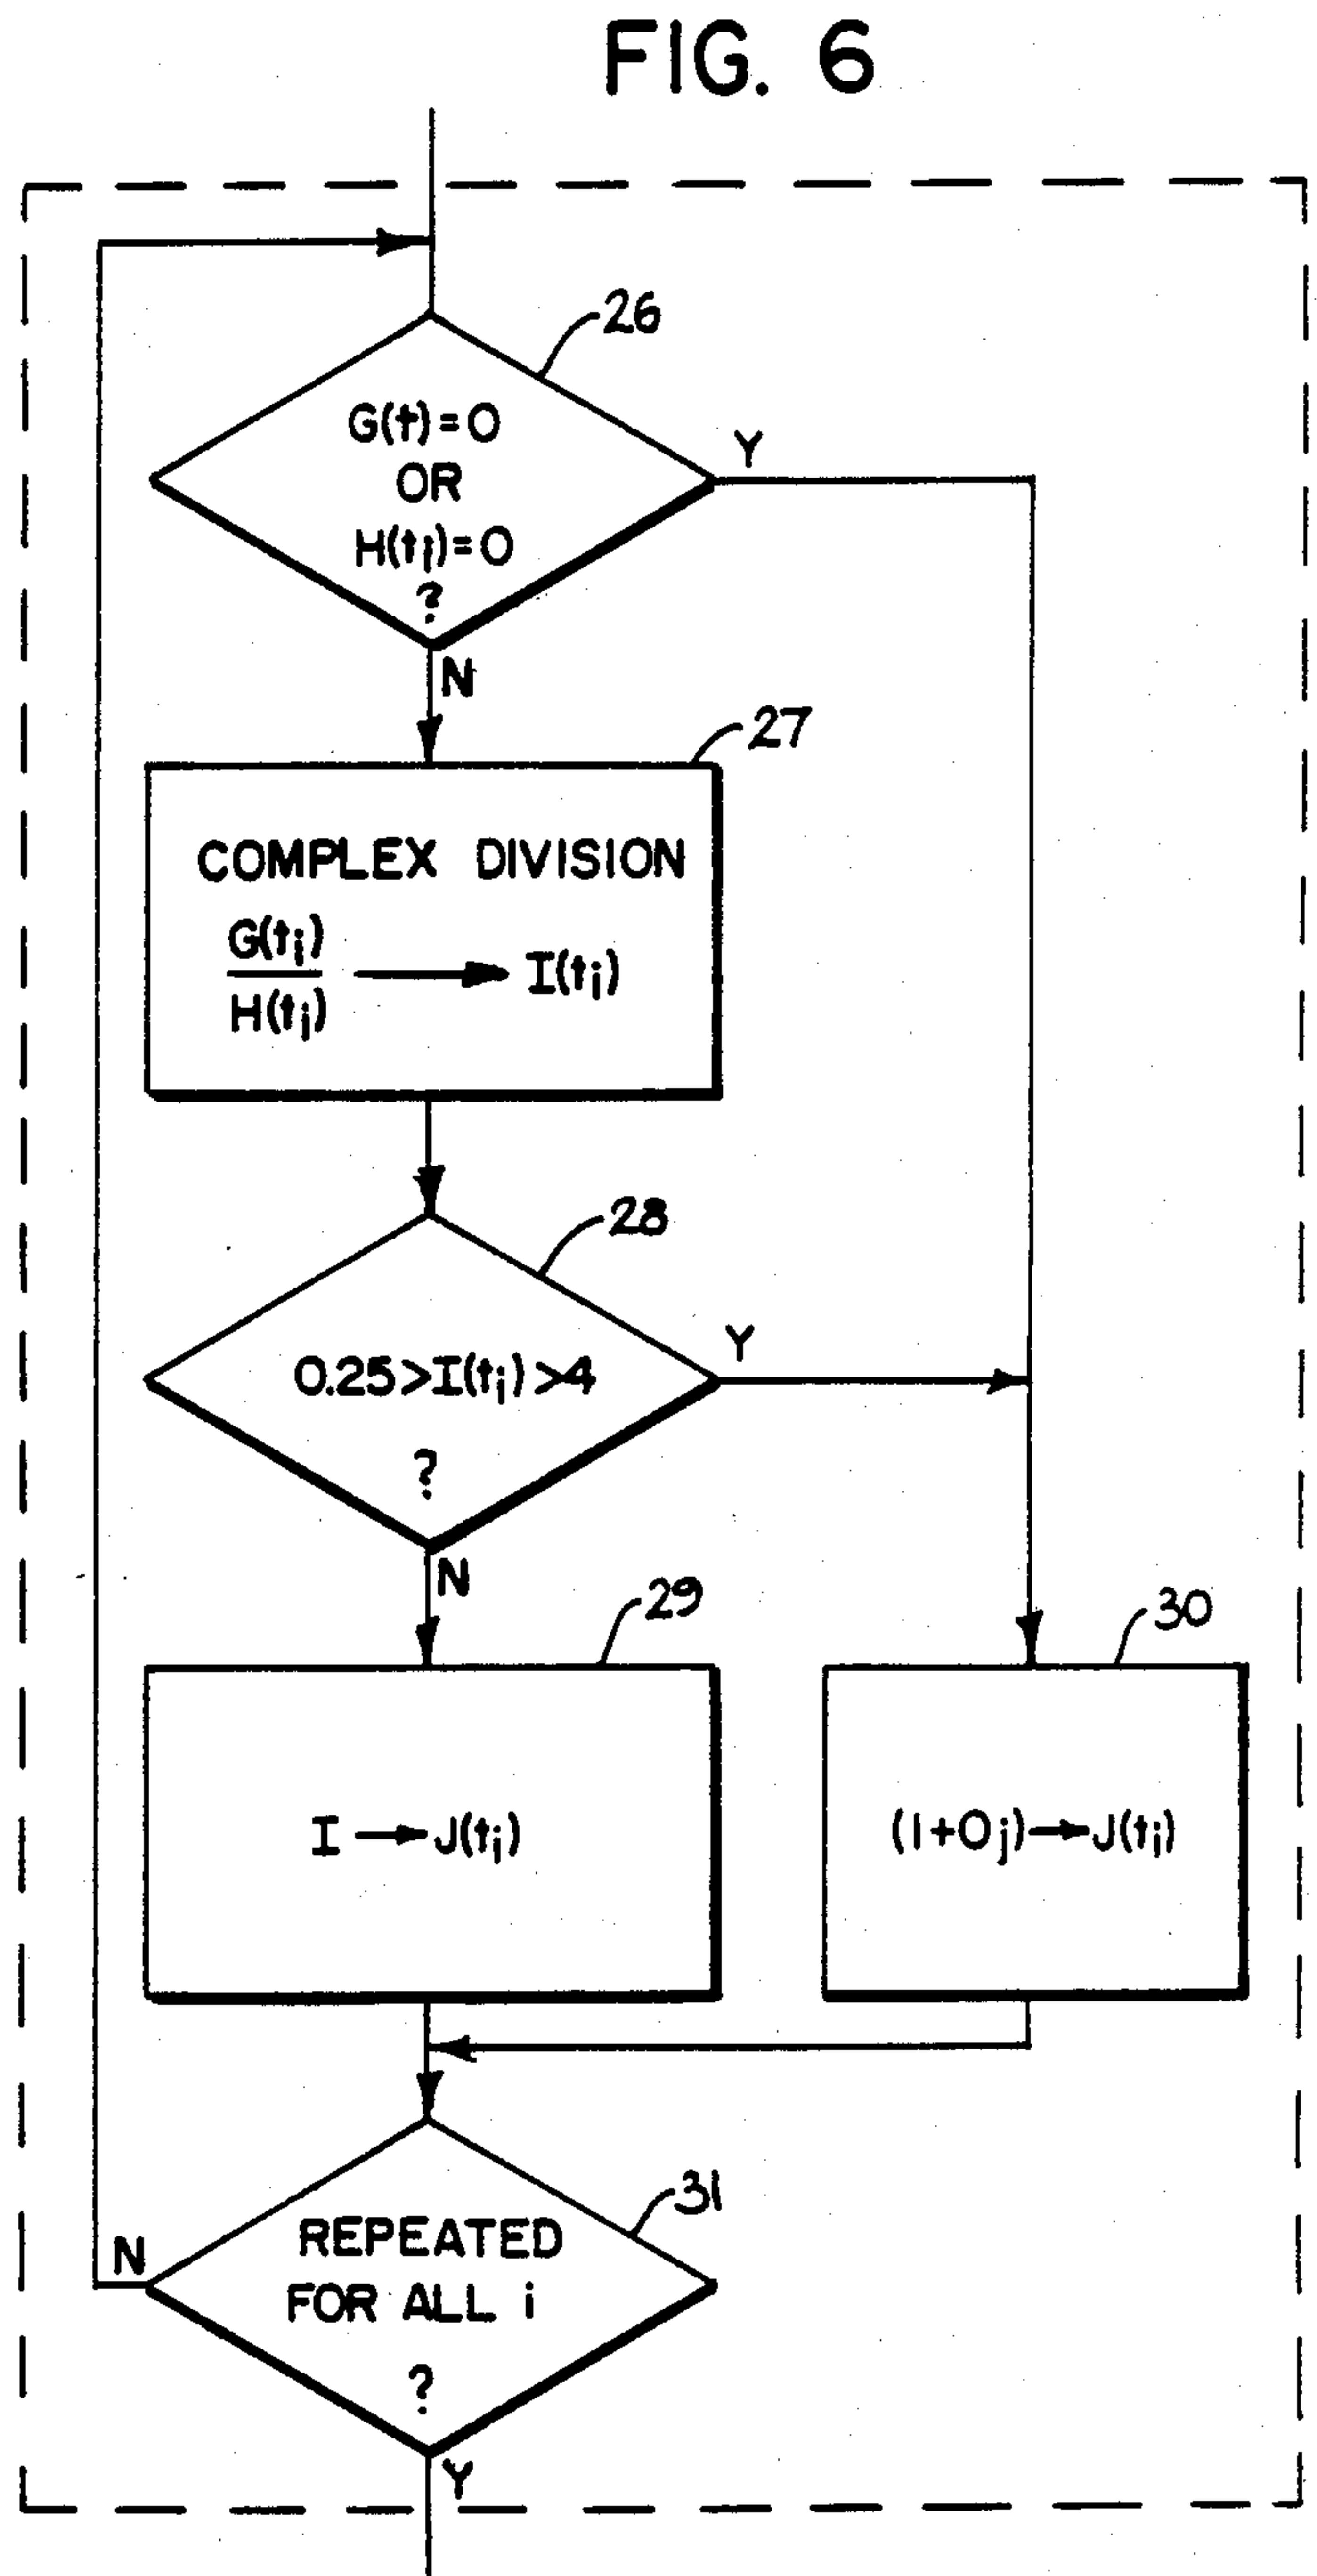 FIG. 6
26
G(t)=0
OR
H(ti)=0
?
Y
N
27
COMPLEX DIVISION
G(ti)
H(ti)
I(ti)
28
0.25>I(ti)>4
?
Y
N
29
I → J(ti)
30
(1+0j)→J(ti)
31
REPEATED
FOR ALL i
?
N
Y